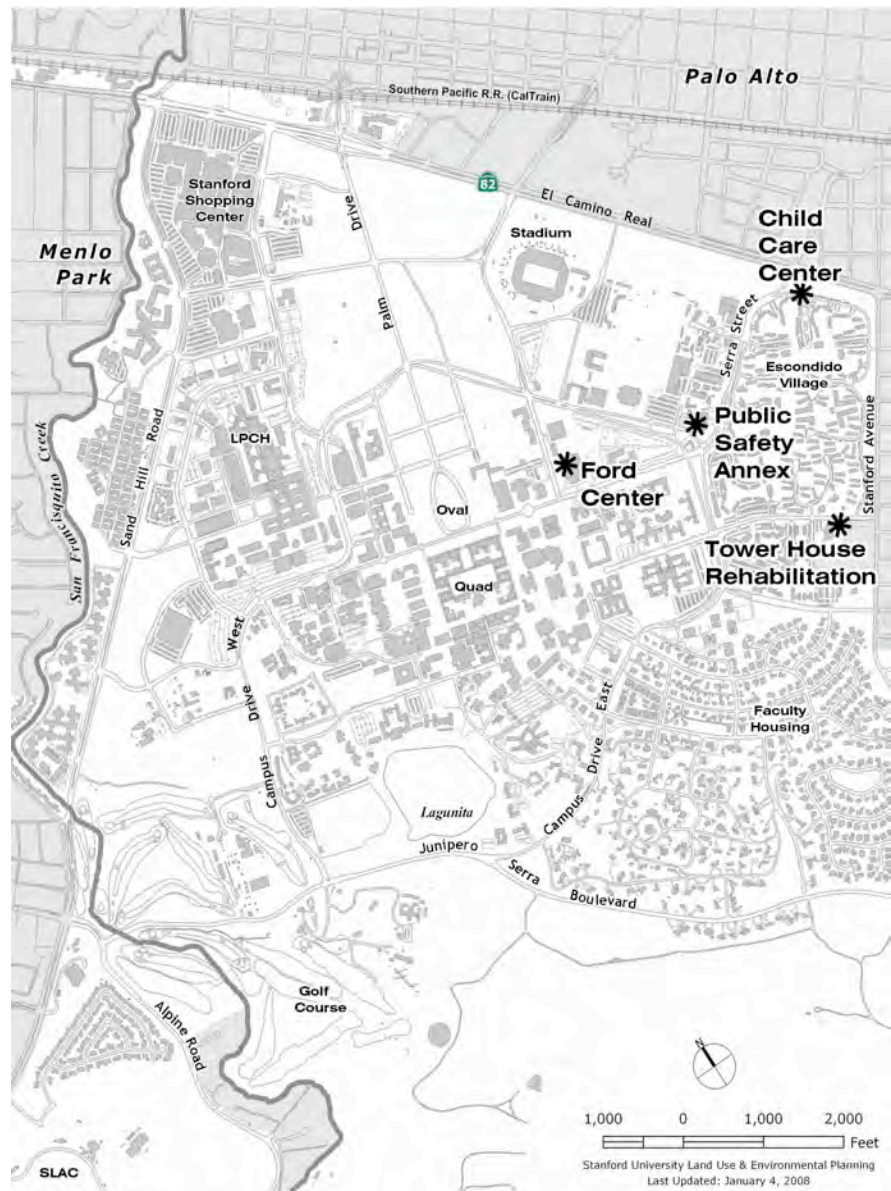 Palo Alto
Southern Pacific R.R. (CalTrain)
82
El Camino Real
Stanford
Shopping
Center
Drive
Palm
Stadium
Child
Care
Center
Menlo
Park
Serra Street
Escondido
Village
Stanford Avenue
Public
Safety
Annex
LPCH
Sand Hill Road
San Francisquito Creek
Ford
Center
Oval
Tower House
Rehabilitation
Quad
West
Drive
Campus
Faculty
Housing
East
Drive
Campus
Lagunita
Junipero
Serra
Boulevard
Golf
Course
Alpine Road
N
1,000 0 1,000 2,000
Feet
Stanford University Land Use & Environmental Planning
Last Updated: January 4, 2008
SLAC